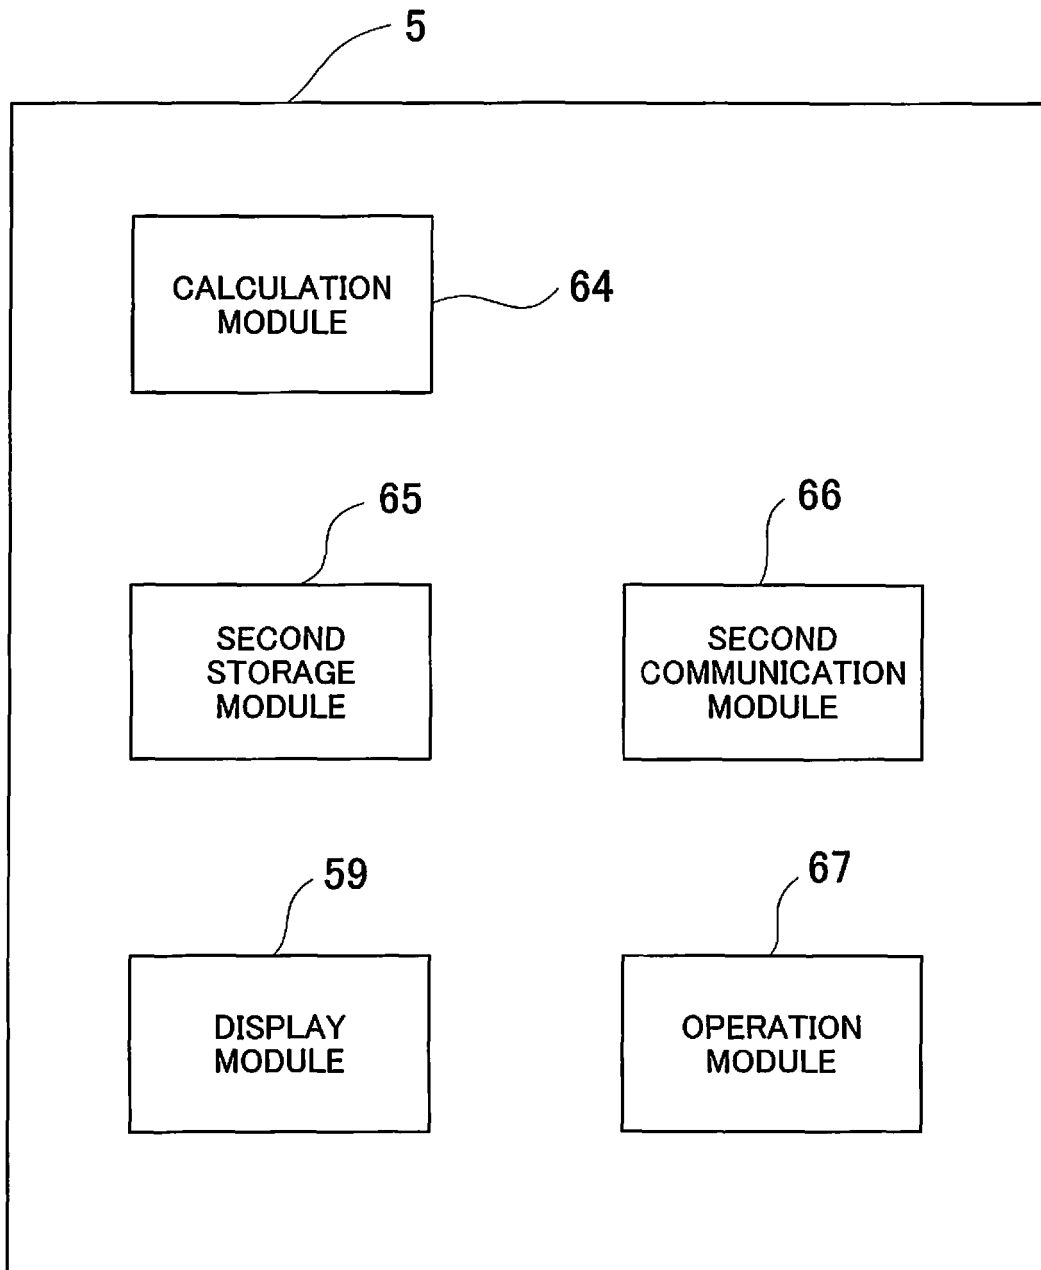 5
CALCULATION
MODULE
64
65
66
SECOND
STORAGE
MODULE
SECOND
COMMUNICATION
MODULE
59
67
DISPLAY
MODULE
OPERATION
MODULE